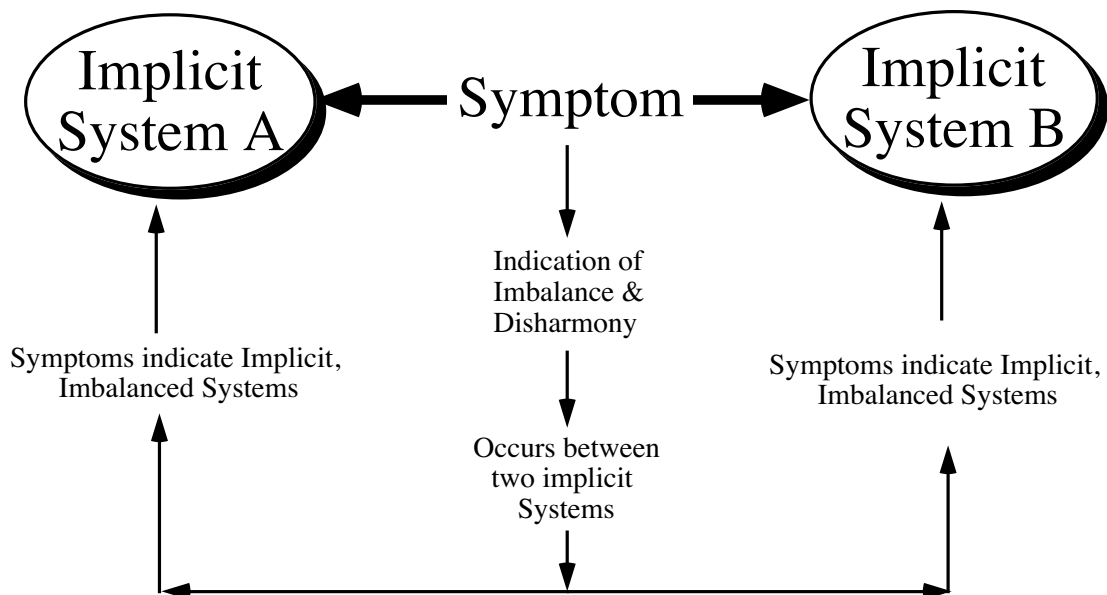 Implicit
System A
Symptom
Implicit
System B
Indication of
Imbalance &
Disharmony
Symptoms indicate Implicit,
Imbalanced Systems
Symptoms indicate Implicit,
Imbalanced Systems
Occurs between
two implicit
Systems